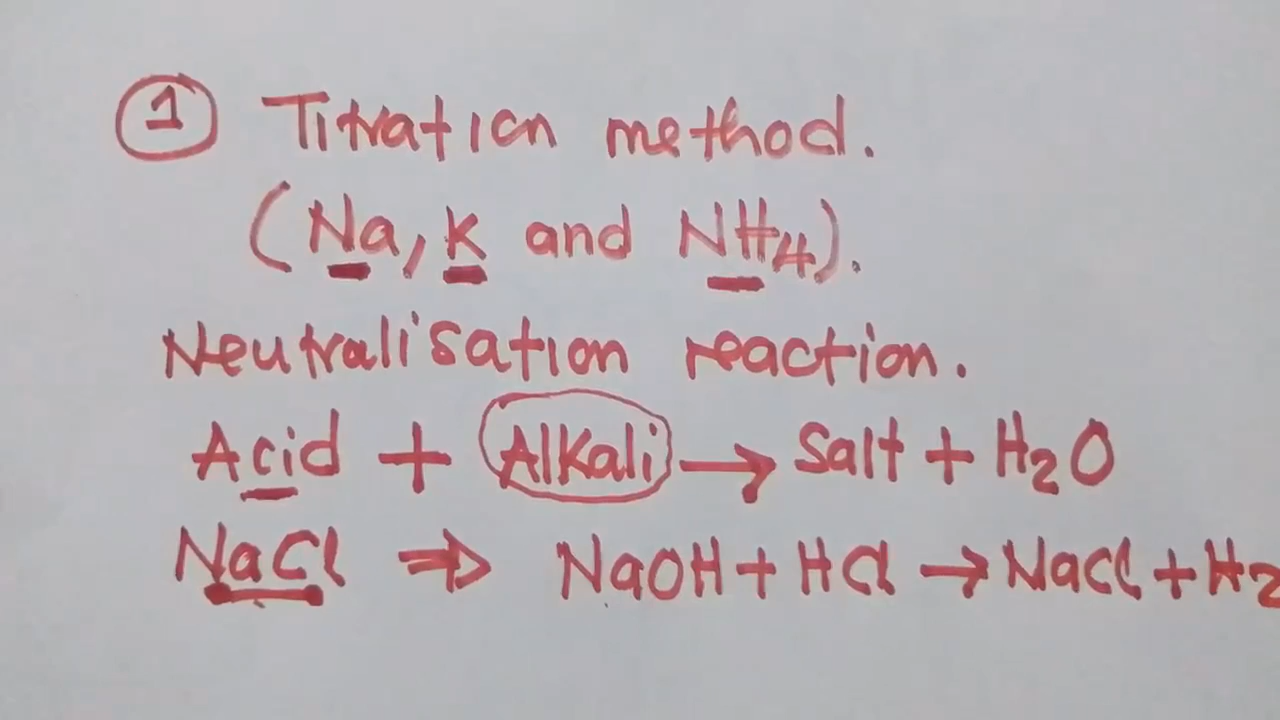 ① Titration method.
(Na, K and NH4).
Neutralisation reaction.
Acid + Alkali → Salt + H2O
NaCl ⇒ NaOH + HCl → NaCl + H2